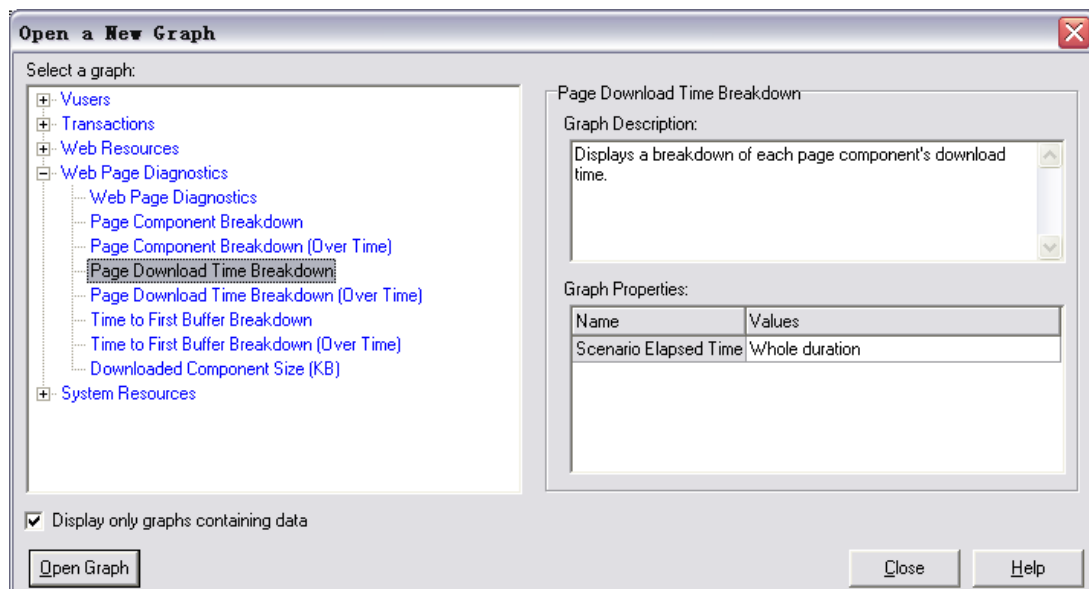 Open a New Graph
Select a graph:
Vusers
Transactions
Web Resources
Web Page Diagnostics
Web Page Diagnostics
Page Component Breakdown
Page Component Breakdown (Over Time)
Page Download Time Breakdown
Page Download Time Breakdown (Over Time)
Time to First Buffer Breakdown
Time to First Buffer Breakdown (Over Time)
Downloaded Component Size (KB)
System Resources
Page Download Time Breakdown
Graph Description:
Displays a breakdown of each page component's download
time.
Graph Properties:
Name Values
Scenario Elapsed Time Whole duration
Display only graphs containing data
Open Graph Close Help